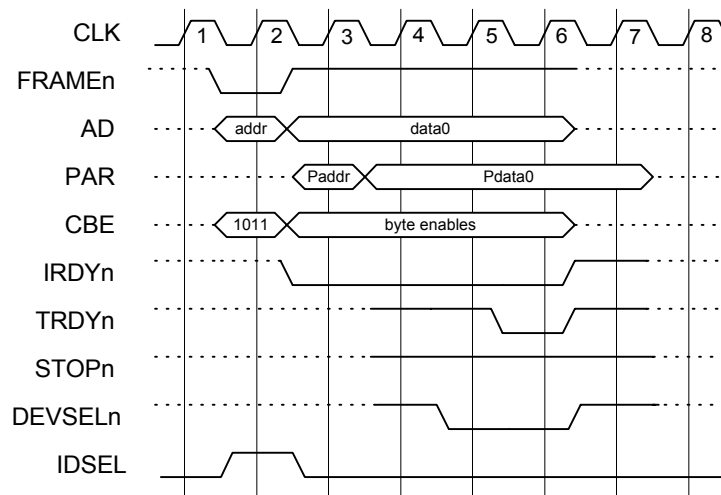 CLK 1 2 3 4 5 6 7 8
FRAMEn
AD addr data0
PAR Paddr Pdata0
CBE 1011 byte enables
IRDYn
TRDYn
STOPn
DEVSELn
IDSEL